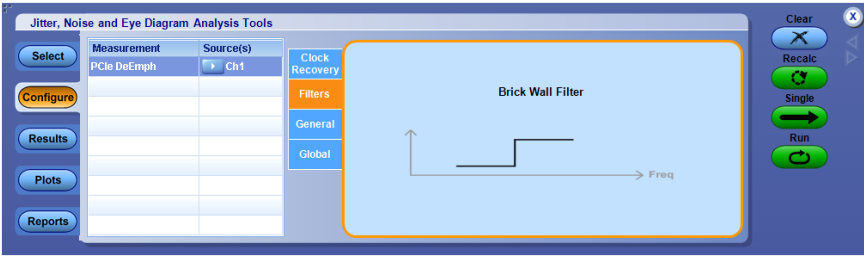 Jitter, Noise and Eye Diagram Analysis Tools
Select
Configure
Results
Plots
Reports
Measurement Source(s)
PCIe DeEmph Ch1
Clock
Recovery
Filters
General
Global
Brick Wall Filter
Freq
Clear
Recalc
Single
Run
X